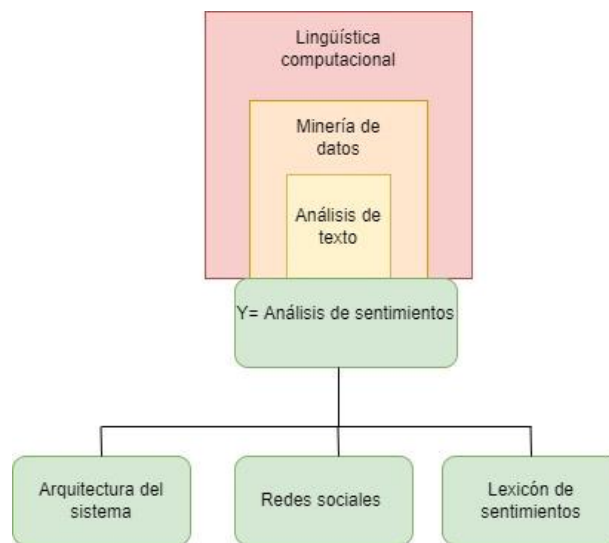 Lingüística
computacional
Minería de
datos
Análisis de
texto
Y= Análisis de sentimientos
Arquitectura del
sistema
Redes sociales
Lexicón de
sentimientos